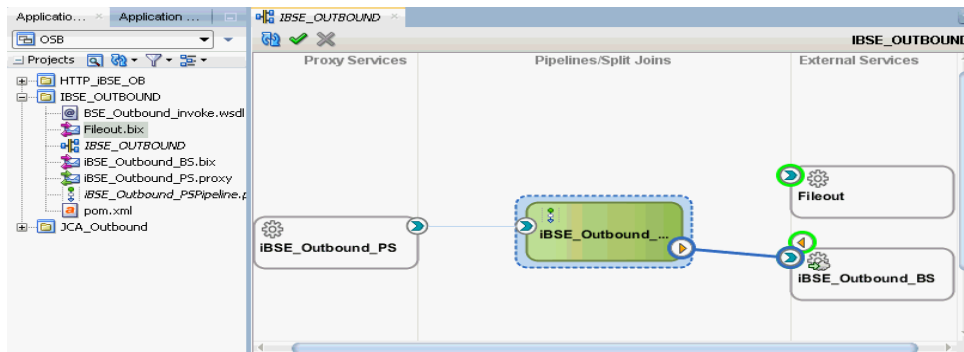 Applicatio...
Application ...
IBSE_OUTBOUND
OSB
IBSE_OUTBOUND
Projects
Proxy Services
Pipelines/Split Joins
External Services
HTTP_iBSE_OB
IBSE_OUTBOUND
BSE_Outbound_invoke.wsdl
Fileout.bix
IBSE_OUTBOUND
iBSE_Outbound_BS.bix
iBSE_Outbound_PS.proxy
iBSE_Outbound_PSPipeline.p
pom.xml
JCA_Outbound
Fileout
iBSE_Outbound_PS
iBSE_Outbound_...
iBSE_Outbound_BS